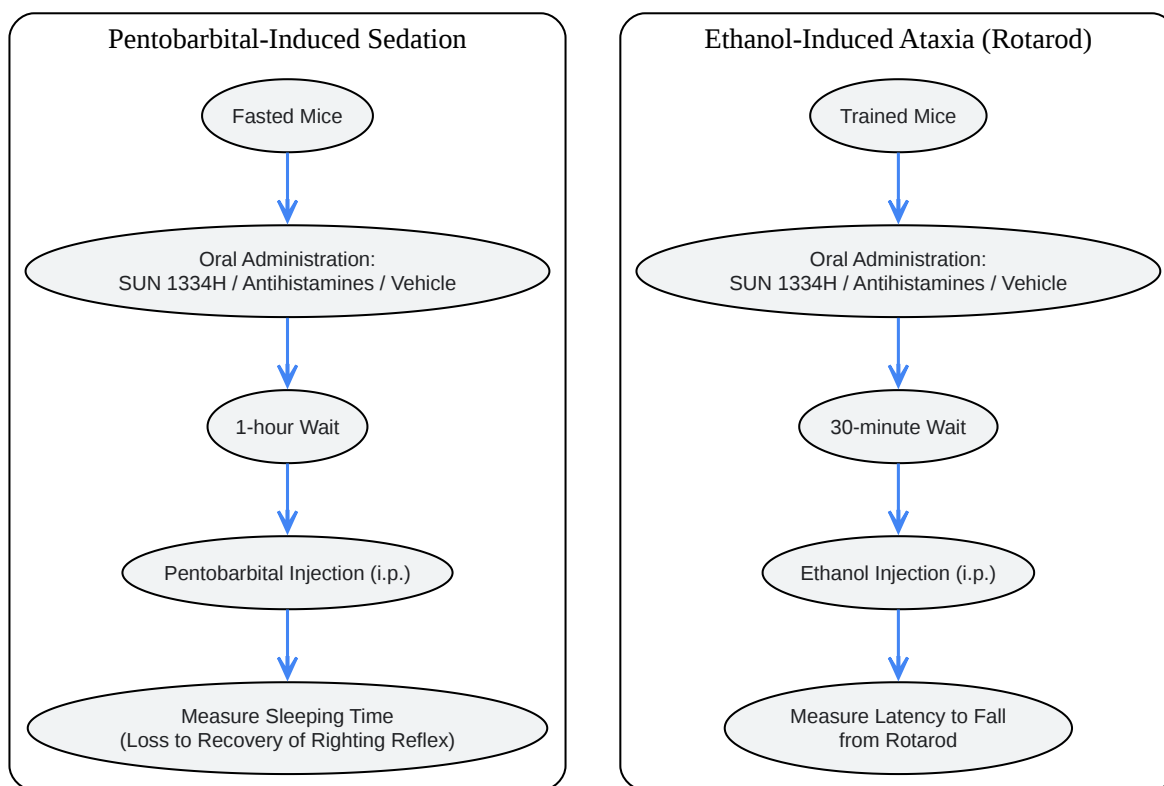 Pentobarbital-Induced Sedation
Fasted Mice
Oral Administration:
SUN 1334H / Antihistamines / Vehicle
1-hour Wait
Pentobarbital Injection (i.p.)
Measure Sleeping Time
(Loss to Recovery of Righting Reflex)
Ethanol-Induced Ataxia (Rotarod)
Trained Mice
Oral Administration:
SUN 1334H / Antihistamines / Vehicle
30-minute Wait
Ethanol Injection (i.p.)
Measure Latency to Fall
from Rotarod